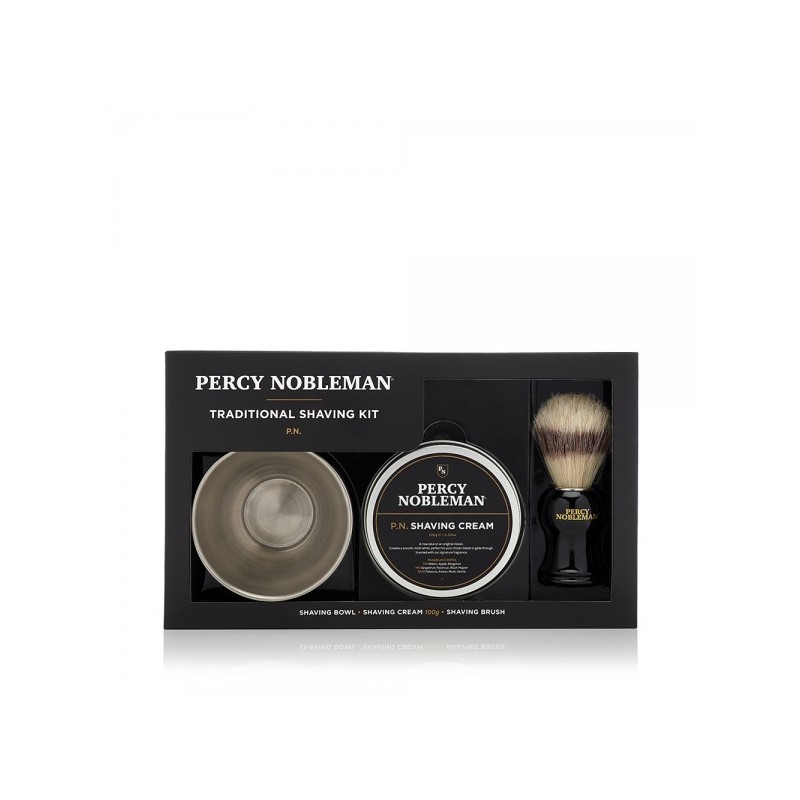 PERCY NOBLEMAN
TRADITIONAL SHAVING KIT
P.N.
PN
PERCY
NOBLEMAN
P.N. SHAVING CREAM
PERCY
NOBLEMAN
SHAVING BOWL • SHAVING CREAM 100g • SHAVING BRUSH